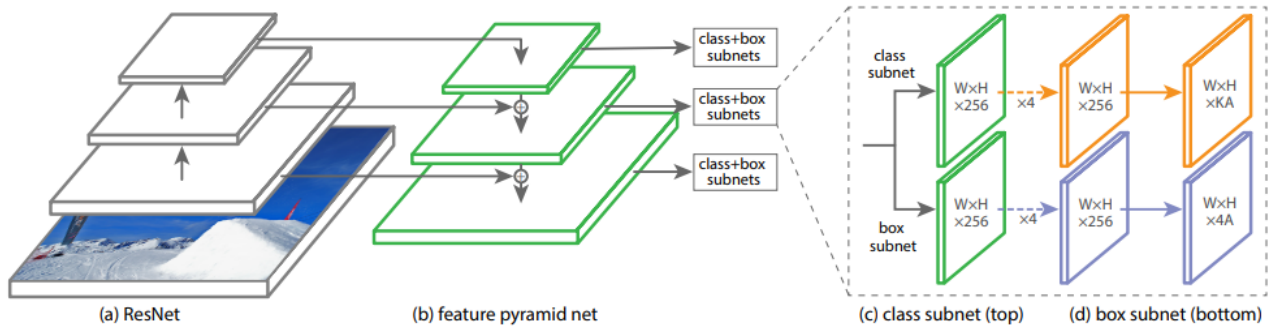 class+box
subnets
class+box
subnets
class+box
subnets
class
subnet
W×H
×256
×4
W×H
×256
W×H
×KA
box
subnet
W×H
×256
×4
W×H
×256
W×H
×4A
(a) ResNet
(b) feature pyramid net
(c) class subnet (top)
(d) box subnet (bottom)